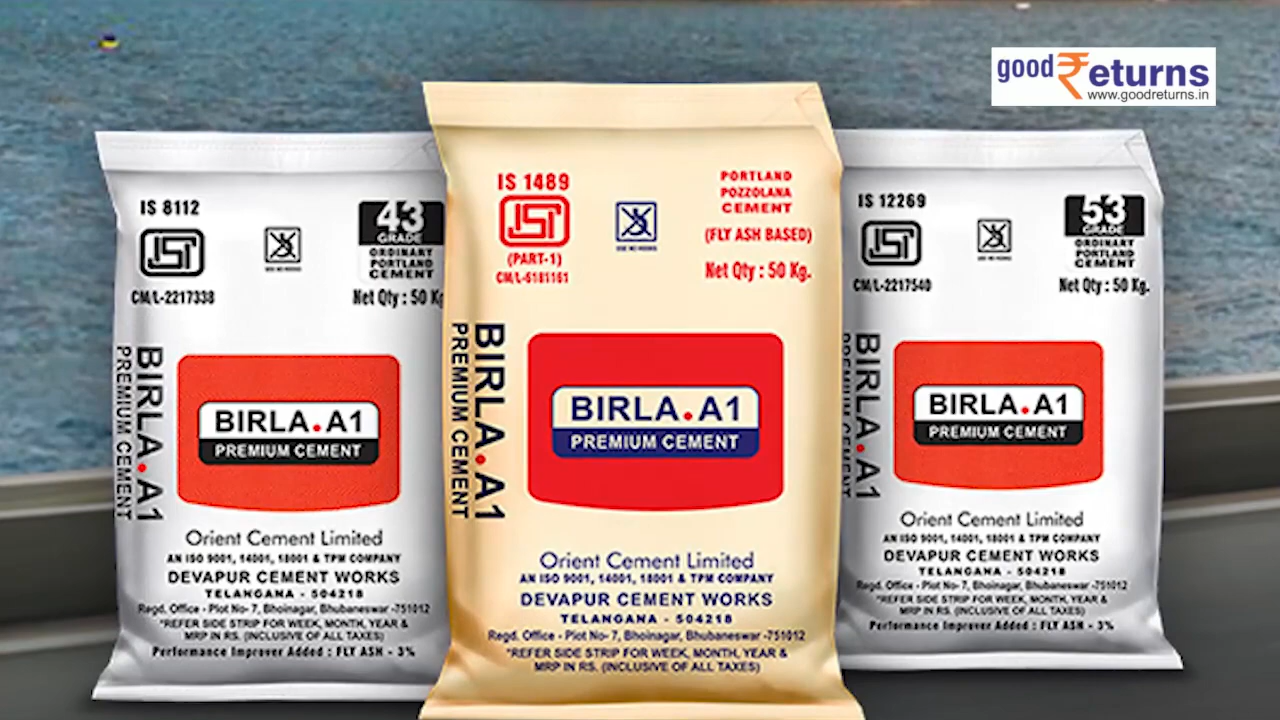 good ₹eturns
www.goodreturns.in
IS 8112
ISI
CM/L-2217338
43
GRADE
ORDINARY
PORTLAND
CEMENT
Net Qty : 50 Kg
BIRLA.A1
PREMIUM CEMENT
BIRLA.A1
PREMIUM CEMENT
Orient Cement Limited
AN ISO 9001, 14001, 18001 & TPM COMPANY
DEVAPUR CEMENT WORKS
TELANGANA - 504218
Regd. Office - Plot No- 7, Bhoinagar, Bhubaneswar -751012
*REFER SIDE STRIP FOR WEEK, MONTH, YEAR &
MRP IN RS. (INCLUSIVE OF ALL TAXES)
Performance Improver Added : FLY ASH - 3%
IS 1489
ISI
(PART-1)
CM/L-6181161
USE NO HOOKS
PORTLAND
POZZOLANA
CEMENT
(FLY ASH BASED)
Net Qty : 50 Kg.
BIRLA.A1
PREMIUM CEMENT
BIRLA.A1
PREMIUM CEMENT
Orient Cement Limited
AN ISO 9001, 14001, 18001 & TPM COMPANY
DEVAPUR CEMENT WORKS
TELANGANA - 504218
Regd. Office - Plot No- 7, Bhoinagar, Bhubaneswar -751012
*REFER SIDE STRIP FOR WEEK, MONTH, YEAR &
MRP IN RS. (INCLUSIVE OF ALL TAXES)
IS 12269
ISI
CM/L-2217540
53
GRADE
ORDINARY
PORTLAND
CEMENT
Net Qty : 50 Kg.
BIRLA.A1
PREMIUM CEMENT
BIRLA.A1
PREMIUM CEMENT
Orient Cement Limited
AN ISO 9001, 14001, 18001 & TPM COMPANY
DEVAPUR CEMENT WORKS
TELANGANA - 504218
Regd. Office - Plot No- 7, Bhoinagar, Bhubaneswar -751012
*REFER SIDE STRIP FOR WEEK, MONTH, YEAR &
MRP IN RS. (INCLUSIVE OF ALL TAXES)
Performance Improver Added : FLY ASH - 3%